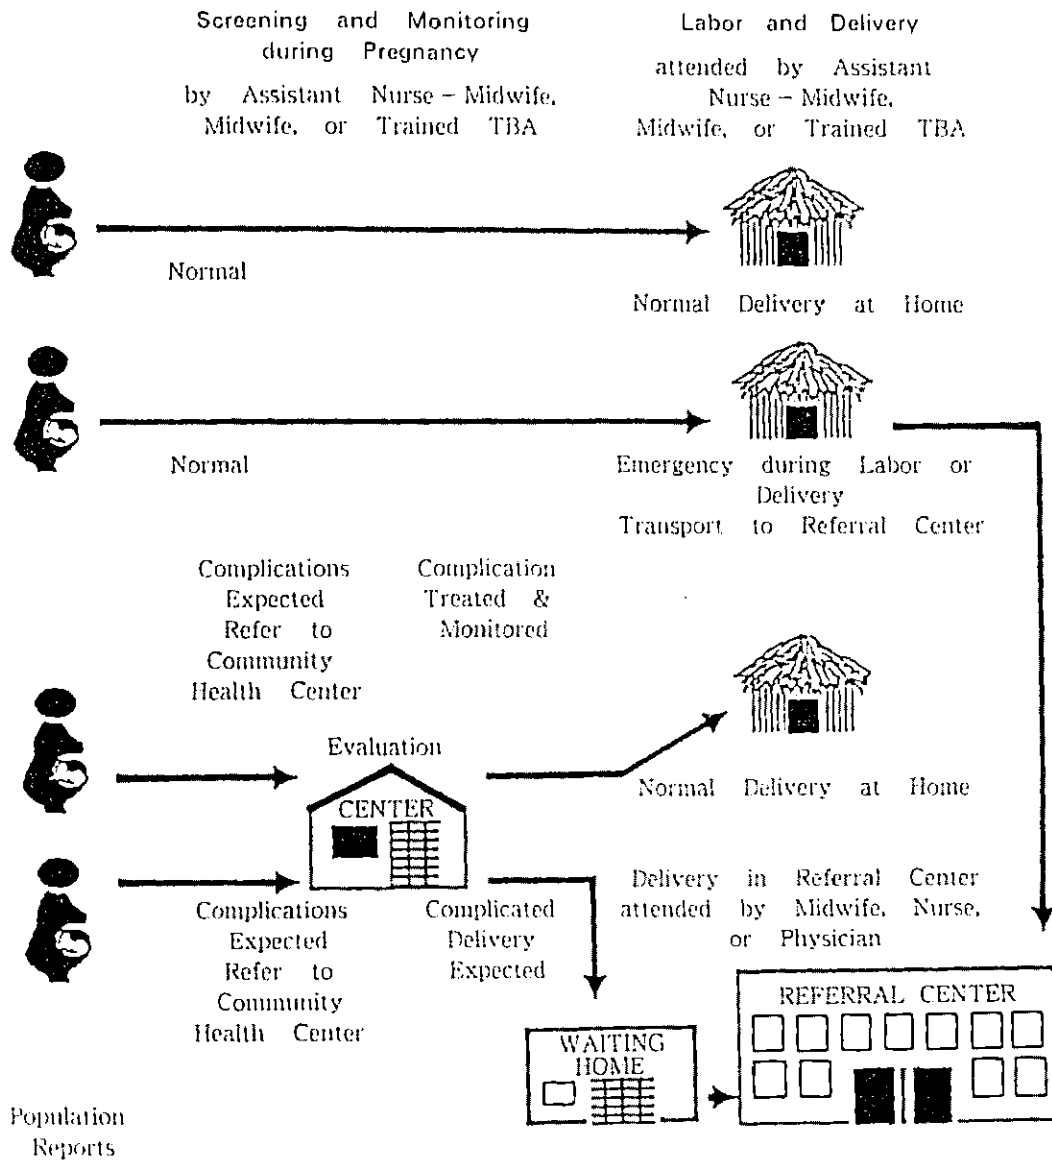 Screening and Monitoring
during Pregnancy
by Assistant Nurse – Midwife,
Midwife, or Trained TBA
Labor and Delivery
attended by Assistant
Nurse – Midwife,
Midwife, or Trained TBA
Normal
Normal Delivery at Home
Normal
Emergency during Labor or
Delivery
Transport to Referral Center
Complications
Expected
Refer to
Community
Health Center
Complication
Treated &
Monitored
Evaluation
CENTER
Normal Delivery at Home
Complications
Expected
Refer to
Community
Health Center
Complicated
Delivery
Expected
Delivery in Referral Center
attended by Midwife, Nurse,
or Physician
WAITING
HOME
REFERRAL CENTER
Population
Reports